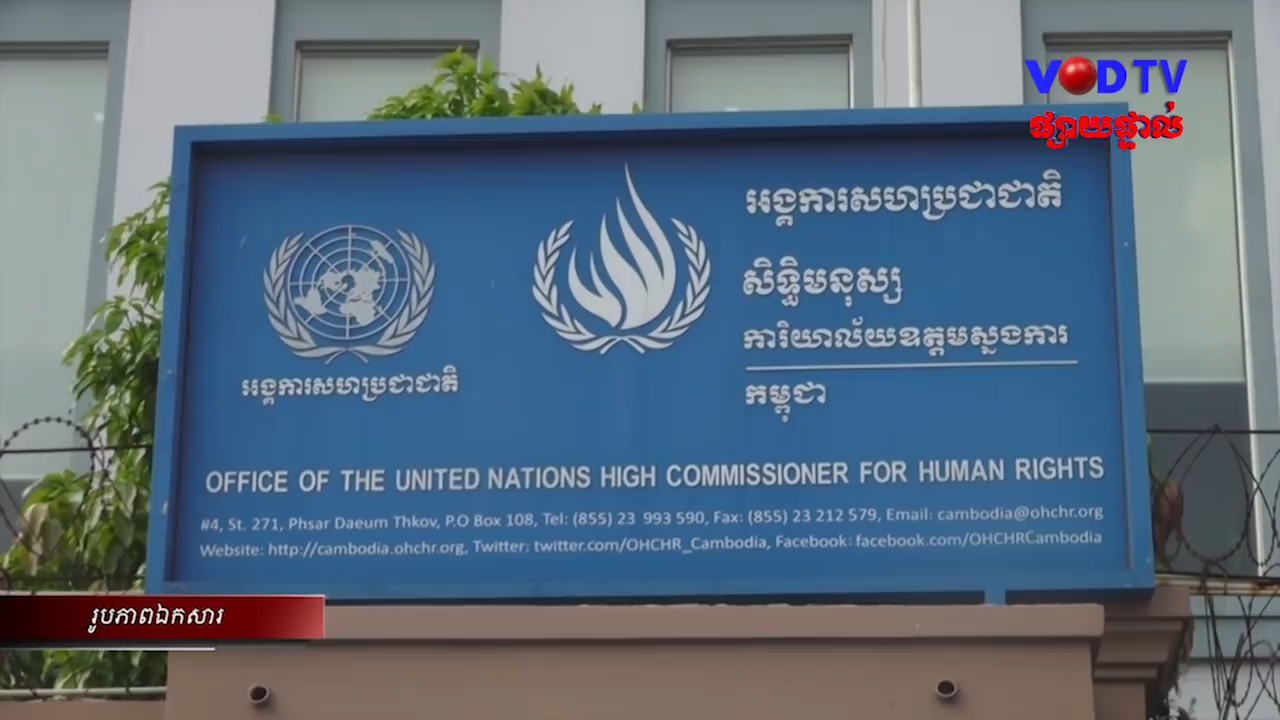 VODTV
ផ្សាយផ្ទាល់
អង្គការសហប្រជាជាតិ
សិទ្ធិមនុស្ស
ការិយាល័យឧត្តមស្នងការ
កម្ពុជា
អង្គការសហប្រជាជាតិ
OFFICE OF THE UNITED NATIONS HIGH COMMISSIONER FOR HUMAN RIGHTS
#4, St. 271, Phsar Daeum Thkov, P.O Box 108, Tel: (855) 23 993 590, Fax: (855) 23 212 579, Email: cambodia@ohchr.org
Website: http://cambodia.ohchr.org, Twitter: twitter.com/OHCHR_Cambodia, Facebook: facebook.com/OHCHRCambodia
រូបភាពឯកសារ